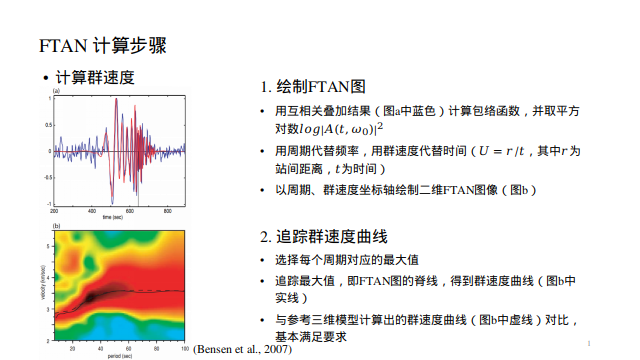 FTAN 计算步骤
• 计算群速度
(a)
1
0.5
0
-0.5
-1
200
400
600
800
time (sec)
(b)
5
4
3
2
velocity (km/sec)
20
40
60
80
100
period (sec)
(Bensen et al., 2007)
1. 绘制FTAN图
• 用互相关叠加结果（图a中蓝色）计算包络函数，并取平方
对数log|A(t, ω₀)|²
• 用周期代替频率，用群速度代替时间（U = r/t，其中r为
站间距离，t为时间）
• 以周期、群速度坐标轴绘制二维FTAN图像（图b）
2. 追踪群速度曲线
• 选择每个周期对应的最大值
• 追踪最大值，即FTAN图的脊线，得到群速度曲线（图b中
实线）
• 与参考三维模型计算出的群速度曲线（图b中虚线）对比，
基本满足要求
1